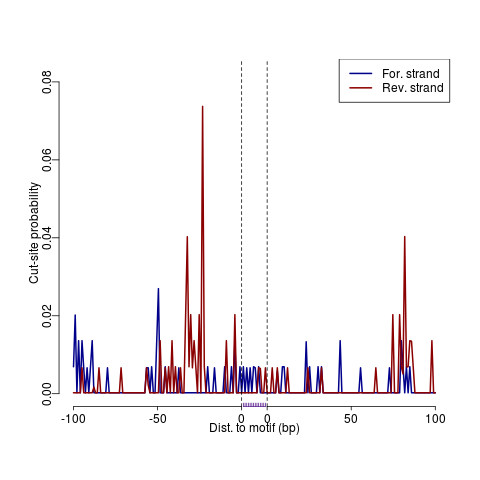 For. strand
Rev. strand
Cut-site probability
0.08
0.06
0.04
0.02
0.00
-100 -50 0 0 50 100
Dist. to motif (bp)